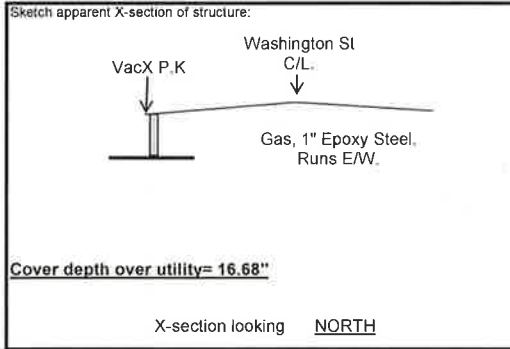 Sketch apparent X-section of structure:
Washington St
C/L.
VacX P.K
Gas, 1" Epoxy Steel.
Runs E/W.
Cover depth over utility= 16.68"
X-section looking NORTH